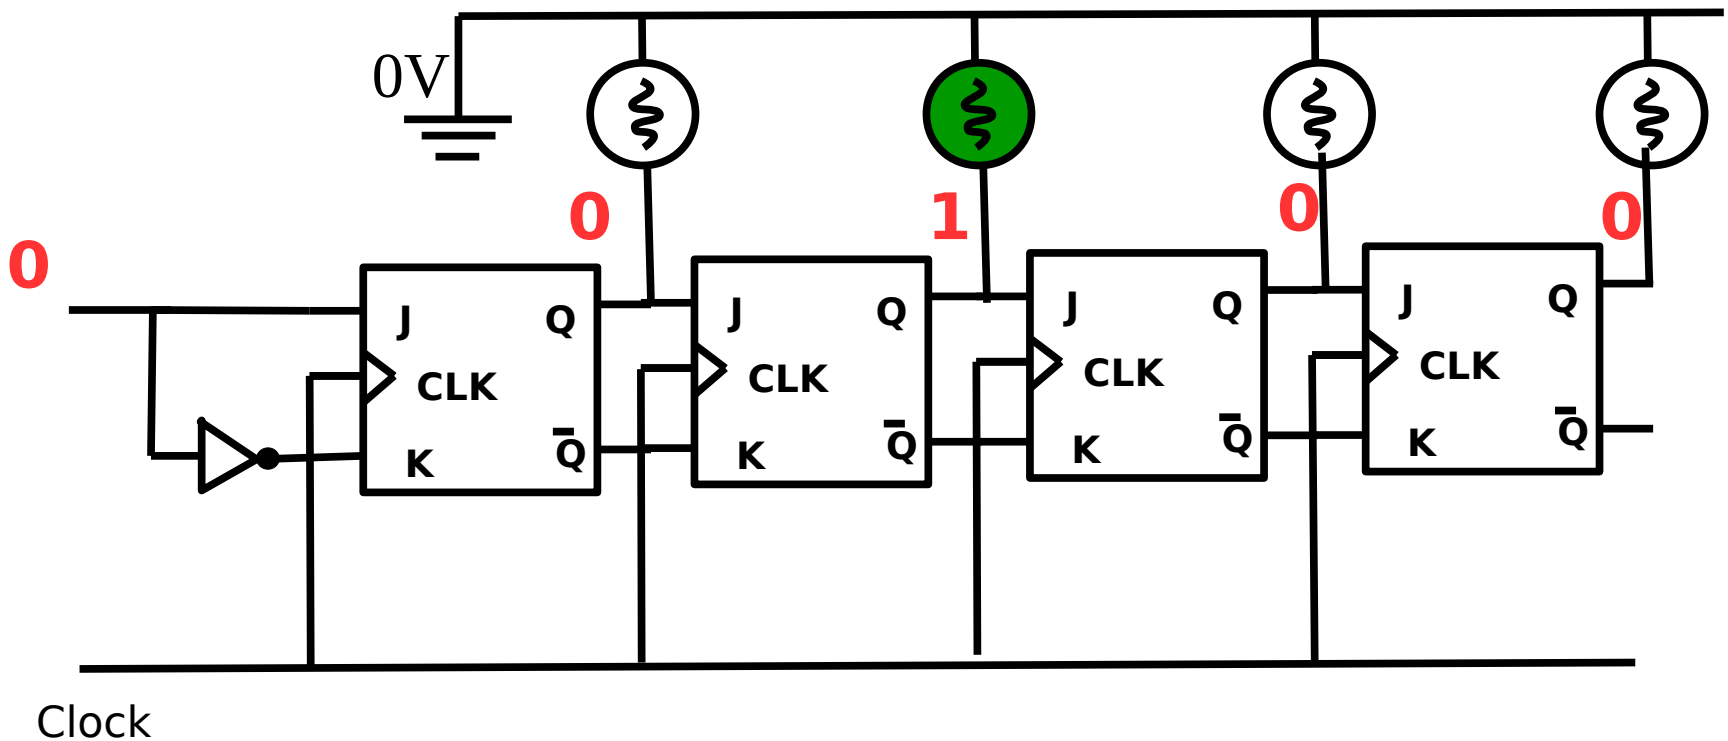 0V
0 1 0 0
0
J Q J Q J Q J Q
CLK CLK CLK CLK
K Q̅ K Q̅ K Q̅ K Q̅
Clock